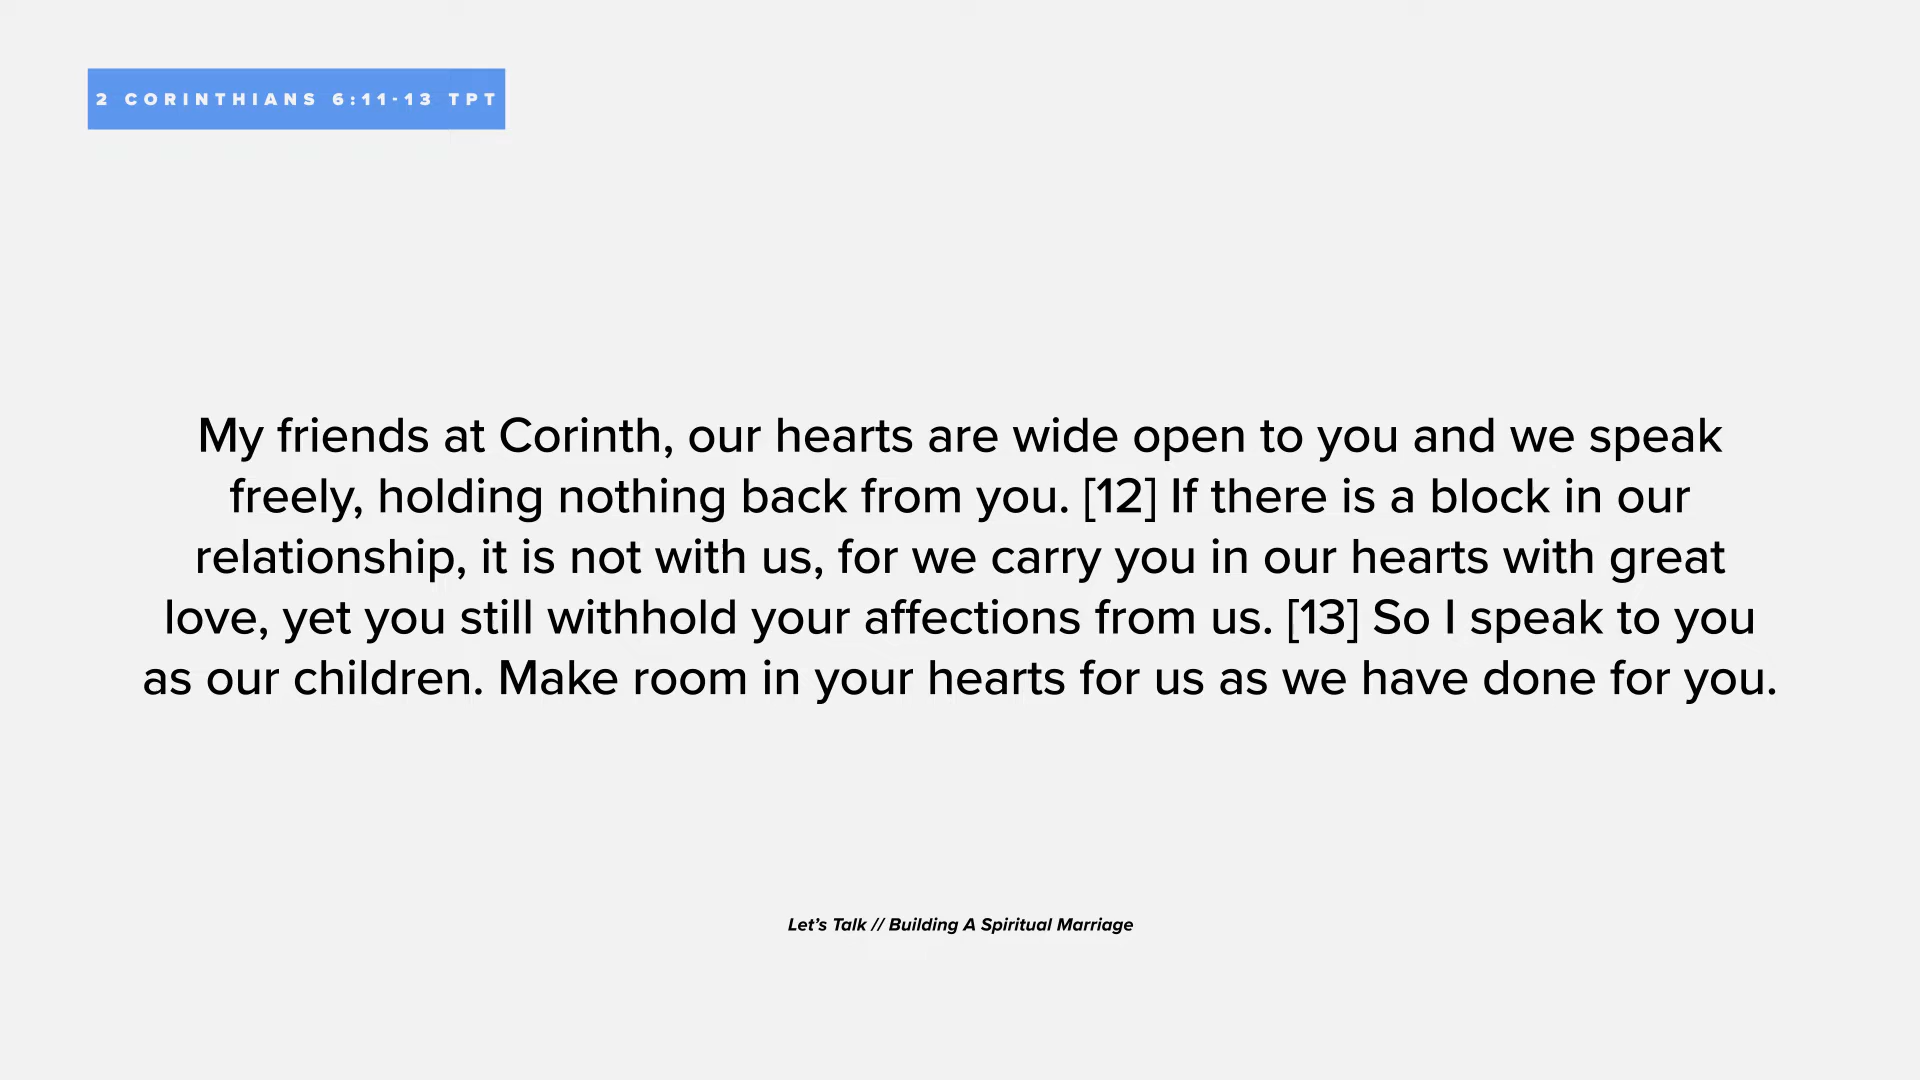 2 CORINTHIANS 6:11-13 TPT
My friends at Corinth, our hearts are wide open to you and we speak
freely, holding nothing back from you. [12] If there is a block in our
relationship, it is not with us, for we carry you in our hearts with great
love, yet you still withhold your affections from us. [13] So I speak to you
as our children. Make room in your hearts for us as we have done for you.
Let’s Talk // Building A Spiritual Marriage